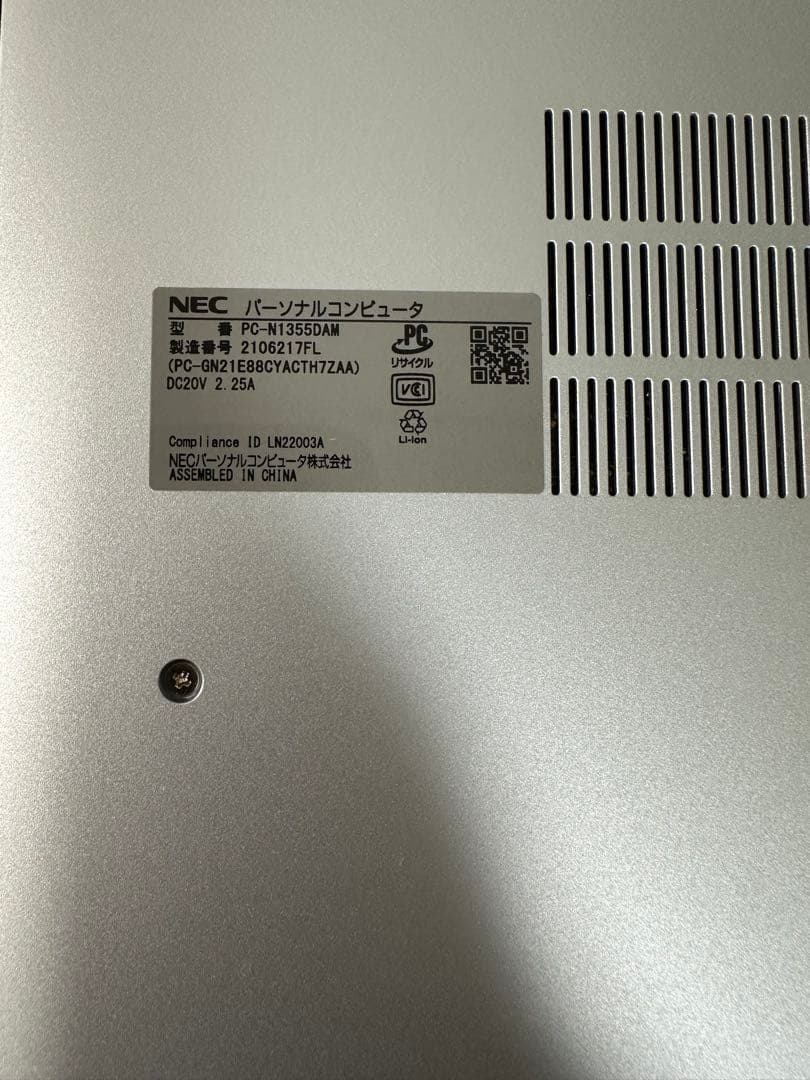 NEC パーソナルコンピュータ
型 番 PC-N1355DAM
製造番号 2106217FL
(PC-GN21E88CYACTH7ZAA)
DC20V 2.25A
PC
リサイクル
VCCI
Li-ion
Compliance ID LN22003A
NECパーソナルコンピュータ株式会社
ASSEMBLED IN CHINA